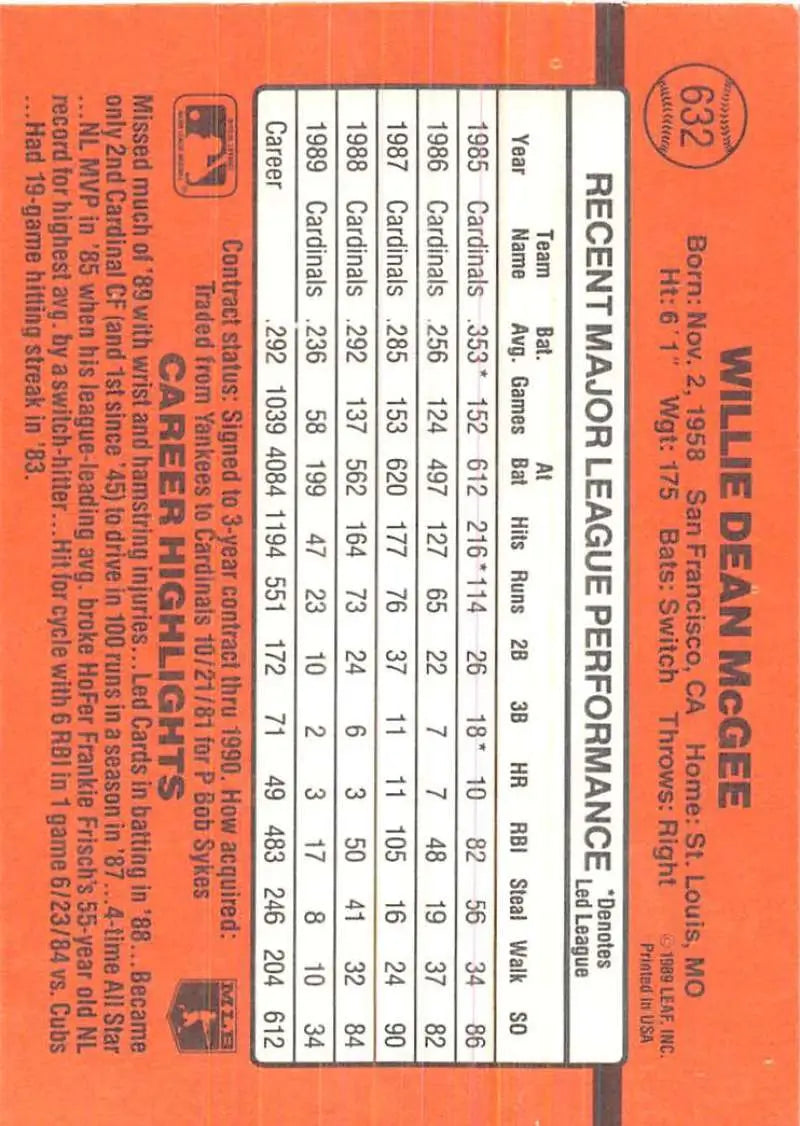 632
WILLIE DEAN McGEE
Born: Nov. 2, 1958 San Francisco, CA Home: St. Louis, MO
Ht: 6'1" Wgt: 175 Bats: Switch Throws: Right
© 1989 LEAF, INC.
Printed in USA
RECENT MAJOR LEAGUE PERFORMANCE *Denotes Led League
Year Team Name Bat. Avg. Games At Bat Hits Runs 2B 3B HR RBI Steal Walk SO
1985 Cardinals .353* 152 612 216* 114 26 18* 10 82 56 34 86
1986 Cardinals .256 124 497 127 65 22 7 7 48 19 37 82
1987 Cardinals .285 153 620 177 76 37 11 11 105 16 24 90
1988 Cardinals .292 137 562 164 73 24 6 3 50 41 32 84
1989 Cardinals .236 58 199 47 23 10 2 3 17 8 10 34
Career .292 1039 4084 1194 551 172 71 49 483 246 204 612
Contract status: Signed to 3-year contract thru 1990. How acquired:
Traded from Yankees to Cardinals 10/21/81 for P Bob Sykes
MLB
CAREER HIGHLIGHTS
Missed much of '89 with wrist and hamstring injuries...Led Cards in batting in '88...Became
only 2nd Cardinal CF (and 1st since '45) to drive in 100 runs in a season in '87...4-time All Star
...NL MVP in '85 when his league-leading avg. broke HoFer Frankie Frisch's 55-year old NL
record for highest avg. by a switch-hitter...Hit for cycle with 6 RBI in 1 game 6/23/84 vs. Cubs
...Had 19-game hitting streak in '83.